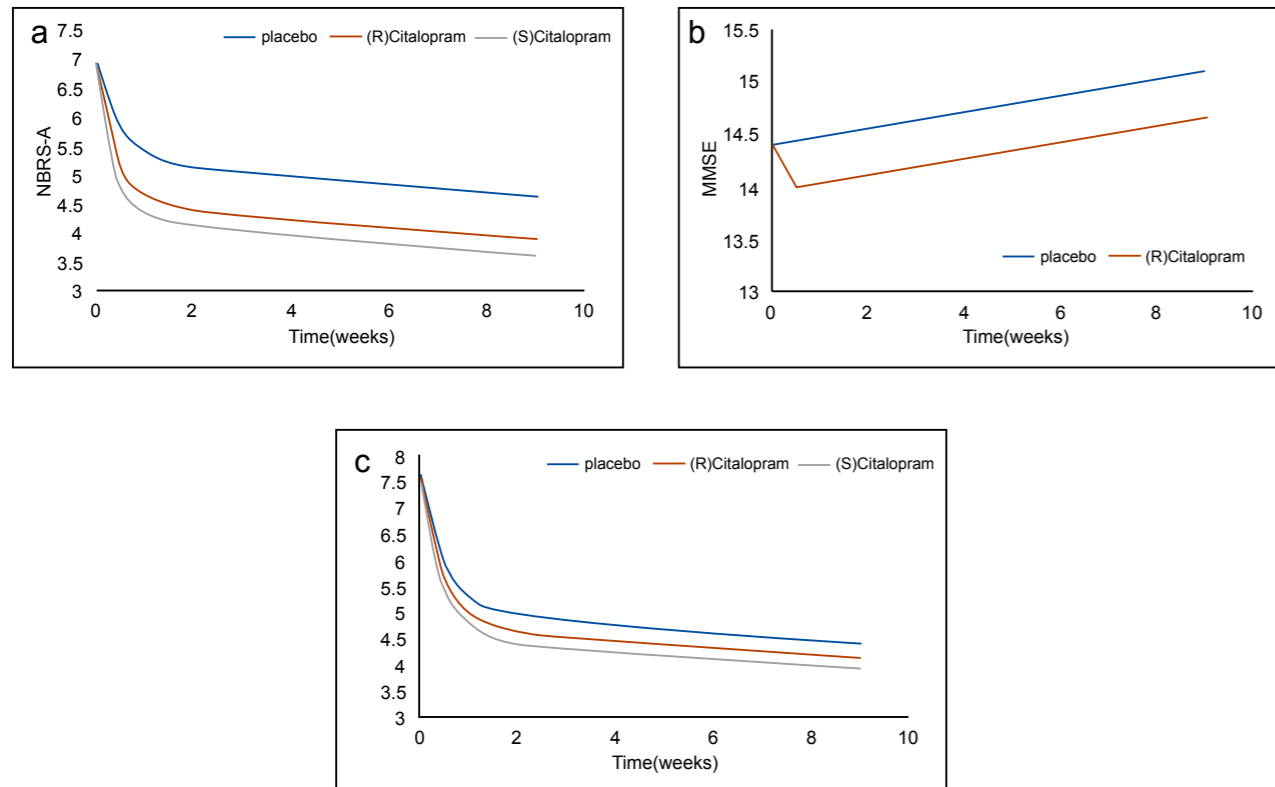 a
placebo (R)Citalopram (S)Citalopram
7.5
7
6.5
6
5.5
5
4.5
4
3.5
3
NBRS-A
0 2 4 6 8 10
Time(weeks)
b
15.5
15
14.5
14
13.5
13
MMSE
placebo (R)Citalopram
0 2 4 6 8 10
Time(weeks)
c
placebo (R)Citalopram (S)Citalopram
8
7.5
7
6.5
6
5.5
5
4.5
4
3.5
3
0 2 4 6 8 10
Time(weeks)